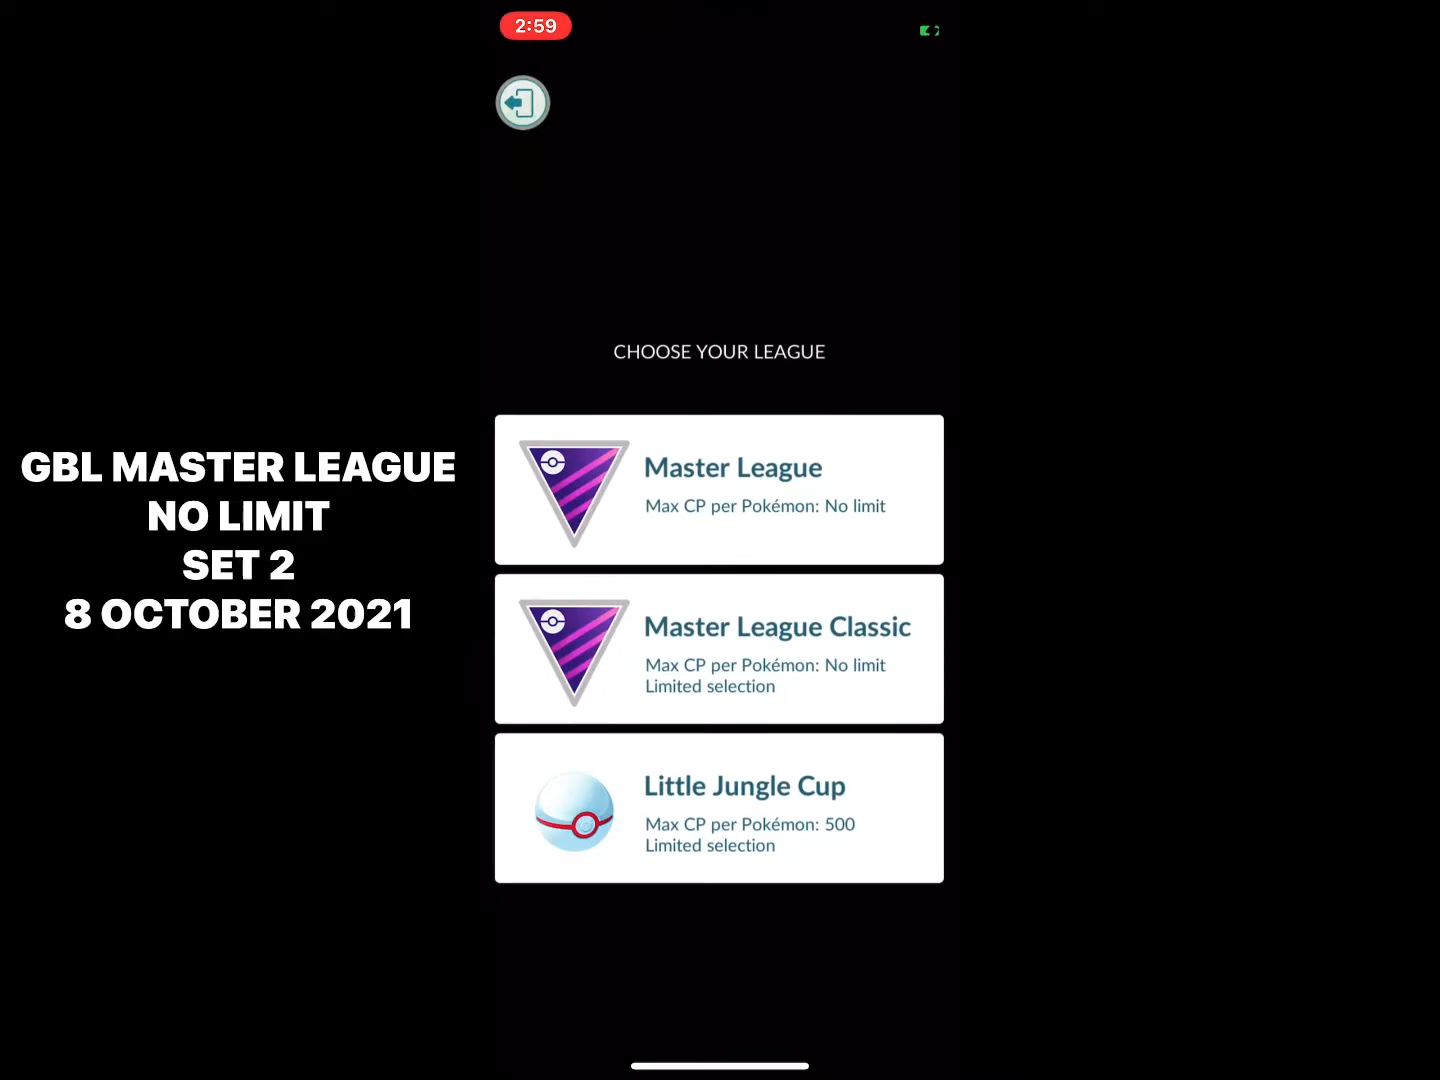 2:59
CHOOSE YOUR LEAGUE
Master League
Max CP per Pokémon: No limit
Master League Classic
Max CP per Pokémon: No limit
Limited selection
Little Jungle Cup
Max CP per Pokémon: 500
Limited selection
GBL MASTER LEAGUE
NO LIMIT
SET 2
8 OCTOBER 2021